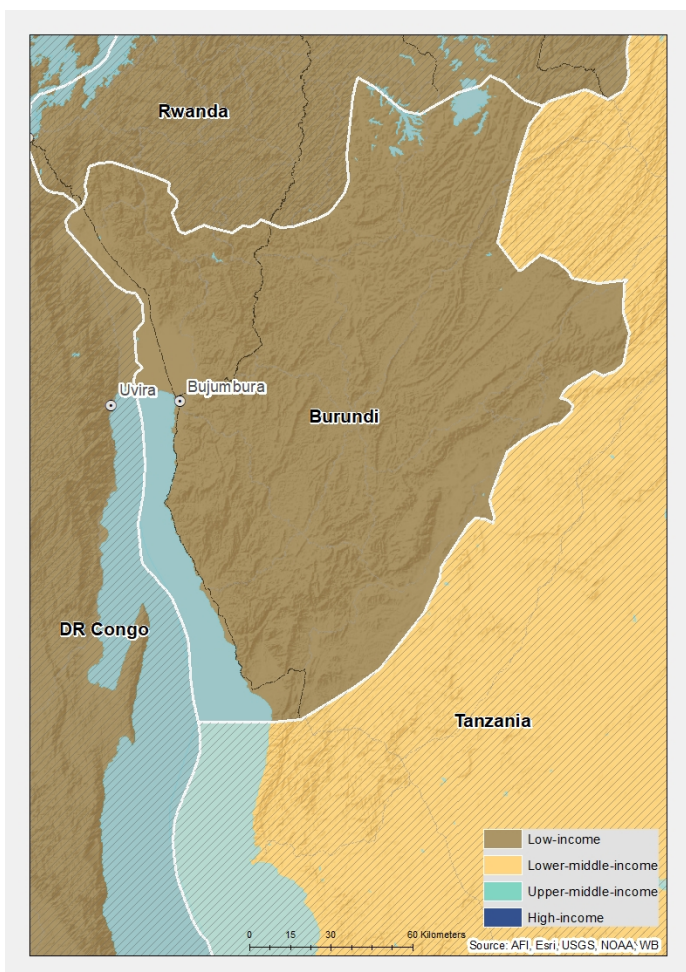 Rwanda
Uvira
Bujumbura
Burundi
DR Congo
Tanzania
Low-income
Lower-middle-income
Upper-middle-income
High-income
0 15 30 60 Kilometers
Source: AFI, Esri, USGS, NOAA, WB